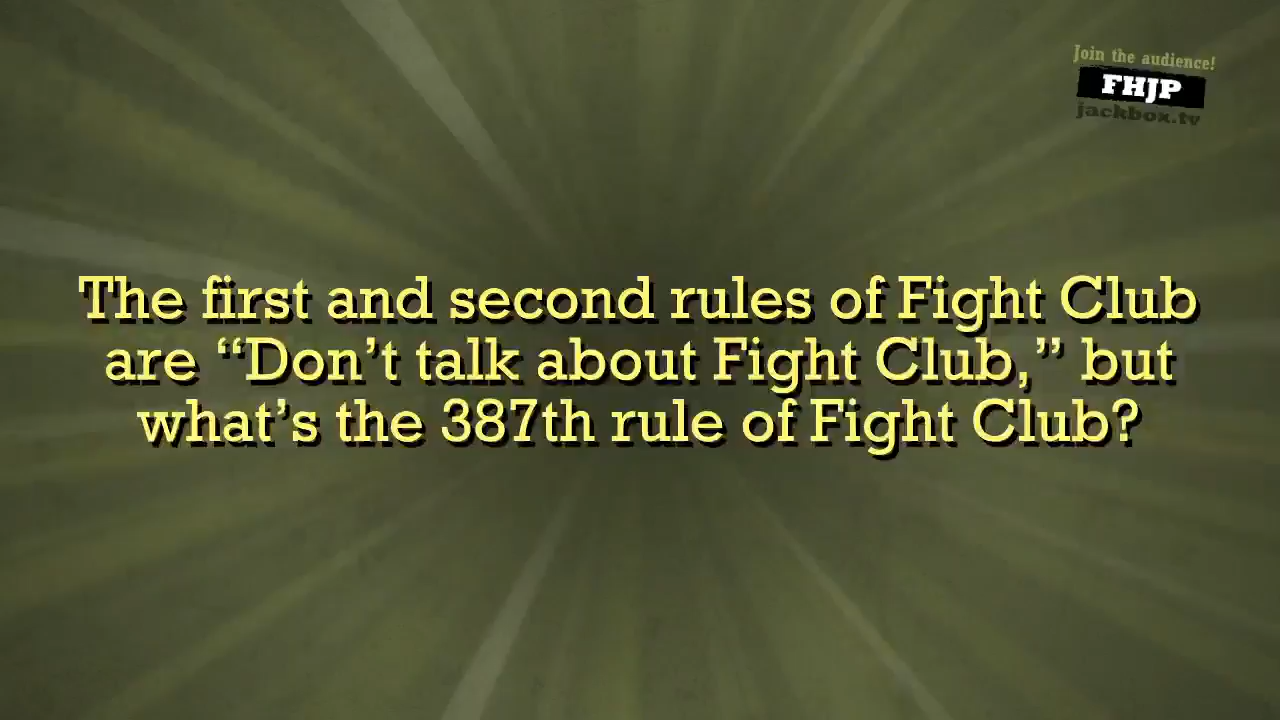 Join the audience!
FHJP
jackbox.tv
The first and second rules of Fight Club
are “Don’t talk about Fight Club,” but
what’s the 387th rule of Fight Club?